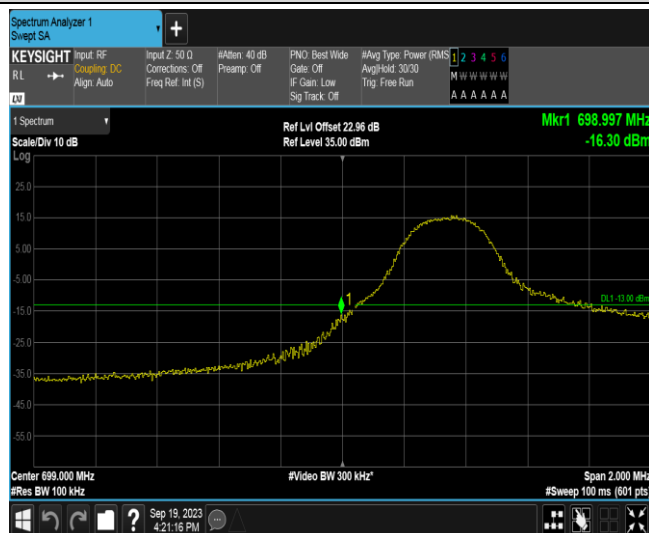 Spectrum Analyzer 1
Swept SA
+
KEYSIGHT
RL
Input: RF
Coupling: DC
Align: Auto
Input Z: 50 Ω
Corrections: Off
Freq Ref: Int (S)
#Atten: 40 dB
Preamp: Off
PNO: Best Wide
Gate: Off
IF Gain: Low
Sig Track: Off
#Avg Type: Power (RMS
Avg|Hold: 30/30
Trig: Free Run
1 2 3 4 5 6
M W W W W W
A A A A A A
LXI
1 Spectrum
Scale/Div 10 dB
Ref Lvl Offset 22.96 dB
Ref Level 35.00 dBm
Mkr1 698.997 MHz
-16.30 dBm
Log
25.0
15.0
5.00
-5.00
-15.0
-25.0
-35.0
-45.0
-55.0
1
DL1 -13.00 dBm
Center 699.000 MHz
#Res BW 100 kHz
#Video BW 300 kHz*
Span 2.000 MHz
#Sweep 100 ms (601 pts)
?
Sep 19, 2023
4:21:16 PM